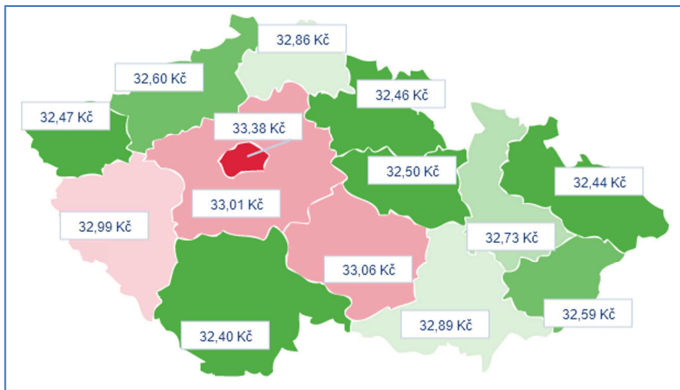 32,86 Kč
32,60 Kč
32,46 Kč
32,47 Kč
33,38 Kč
32,50 Kč
32,44 Kč
33,01 Kč
32,99 Kč
32,73 Kč
33,06 Kč
32,59 Kč
32,89 Kč
32,40 Kč